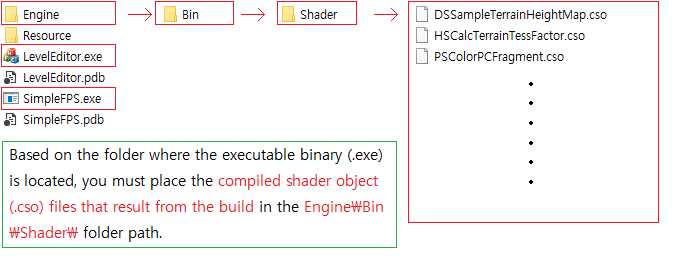 Engine
Bin
Shader
DSSampleTerrainHeightMap.cso
HSCalcTerrainTessFactor.cso
PSColorPCFragment.cso
Resource
LevelEditor.exe
LevelEditor.pdb
SimpleFPS.exe
SimpleFPS.pdb
Based on the folder where the executable binary (.exe)
is located, you must place the compiled shader object
(.cso) files that result from the build in the Engine₩Bin
₩Shader₩ folder path.